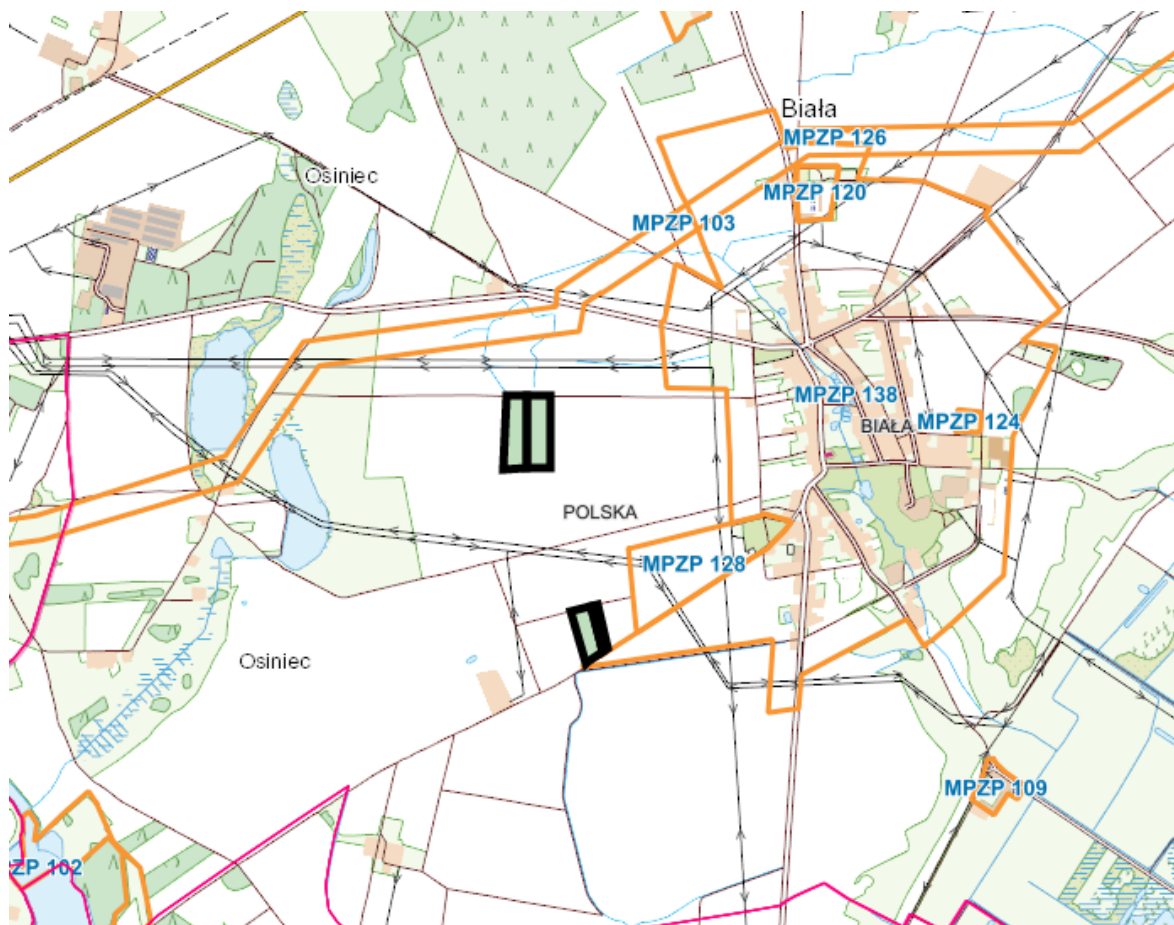 Biała
MPZP 126
Osiniec
MPZP 120
MPZP 103
MPZP 138
MPZP 124
BIAŁA
POLSKA
MPZP 128
Osiniec
MPZP 109
ZP 102